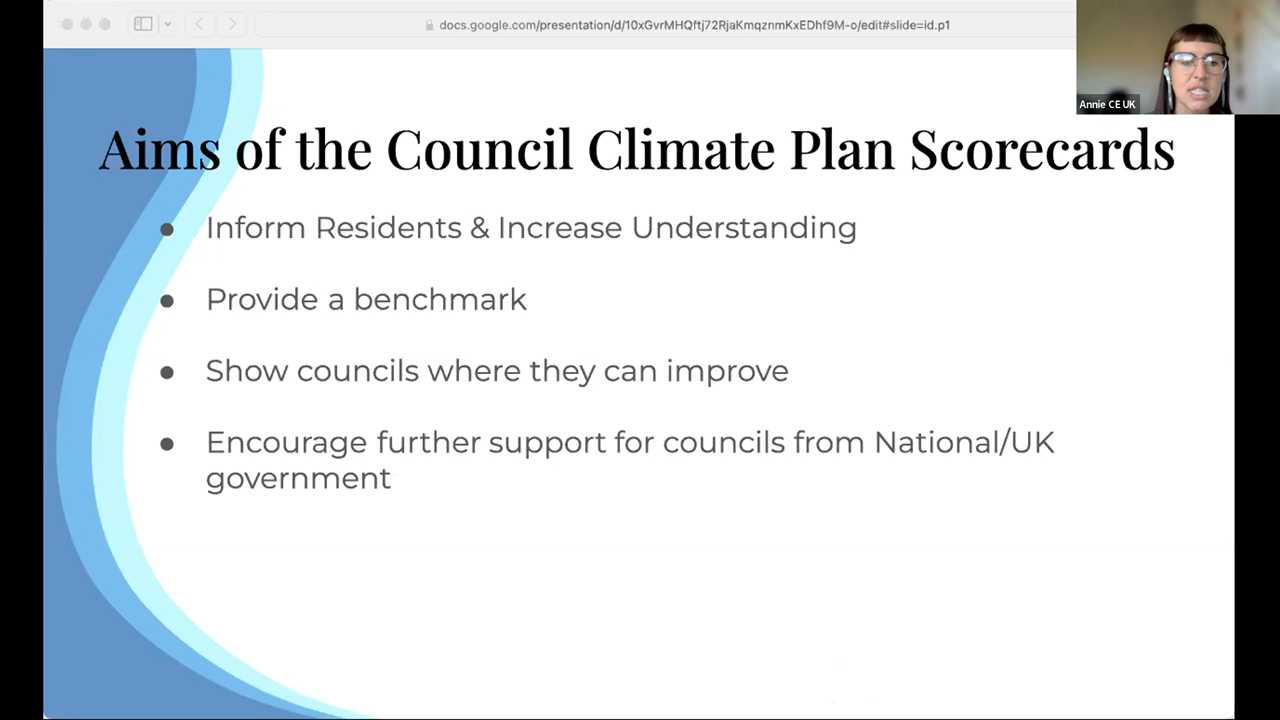 docs.google.com/presentation/d/10xGvrMHQftj72RjaKmqznmKxEDhf9M-o/edit#slide=id.p1
Annie CE UK
Aims of the Council Climate Plan Scorecards
● Inform Residents & Increase Understanding
● Provide a benchmark
● Show councils where they can improve
● Encourage further support for councils from National/UK
government